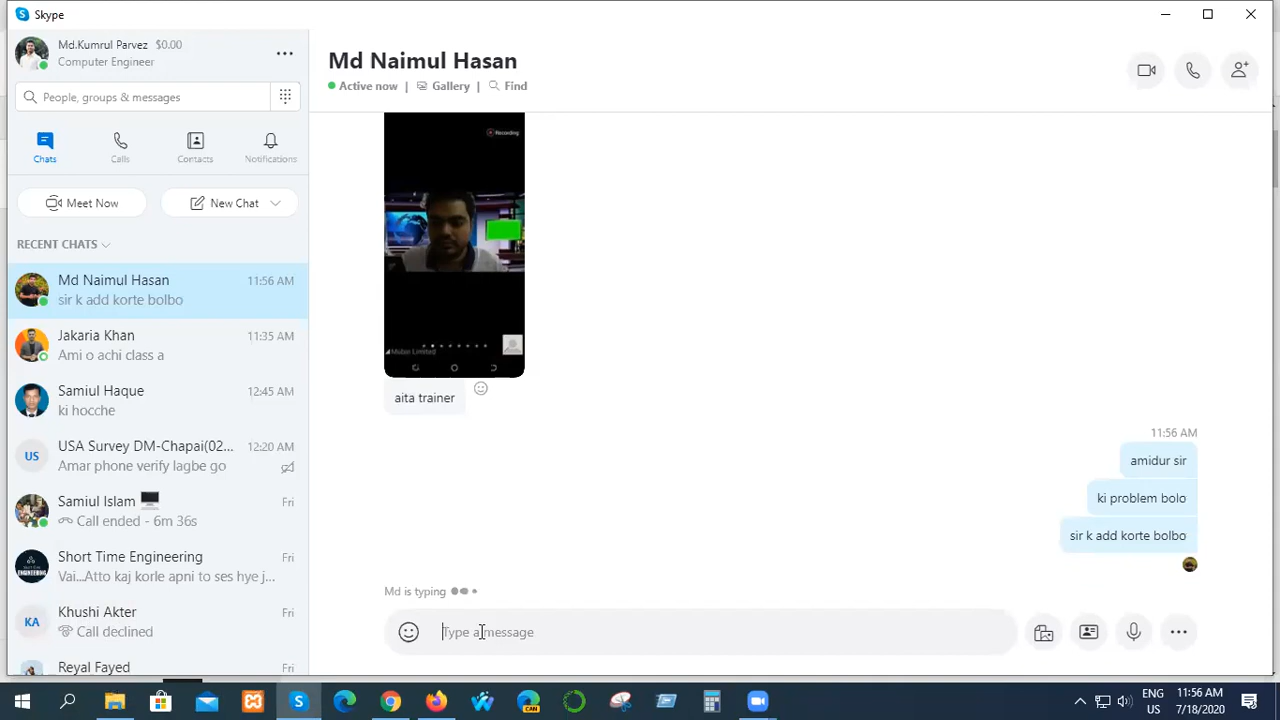 Skype
Md.Kumrul Parvez $0.00
Computer Engineer
People, groups & messages
Chats
Calls
Contacts
Notifications
Meet Now
New Chat
RECENT CHATS
Md Naimul Hasan 11:56 AM
sir k add korte bolbo
Jakaria Khan 11:35 AM
Ami o achi class a
Samiul Haque 12:45 AM
ki hocche
US
USA Survey DM-Chapai(02... 12:20 AM
Amar phone verify lagbe go
Samiul Islam Fri
Call ended - 6m 36s
Short Time Engineering Fri
Vai...Atto kaj korle apni to ses hye j...
KA
Khushi Akter Fri
Call declined
Reyal Fayed Fri
Md Naimul Hasan
Active now | Gallery | Find
Recording
Limited
aita trainer
11:56 AM
amidur sir
ki problem bolo
sir k add korte bolbo
Md is typing
Type a message
CAN
ENG
US
11:56 AM
7/18/2020